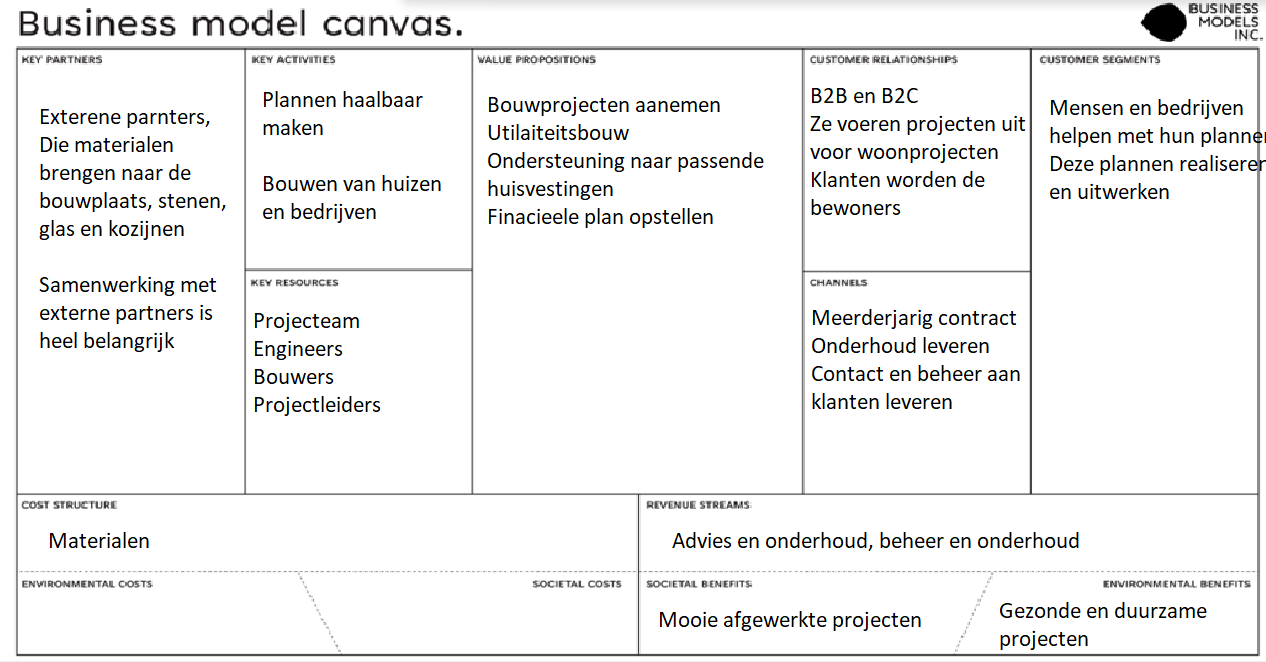 Business model canvas.
BUSINESS
MODELS
INC.
KEY PARTNERS
Exterene parnters,
Die materialen
brengen naar de
bouwplaats, stenen,
glas en kozijnen
Samenwerking met
externe partners is
heel belangrijk
KEY ACTIVITIES
Plannen haalbaar
maken
Bouwen van huizen
en bedrijven
KEY RESOURCES
Projecteam
Engineers
Bouwers
Projectleiders
VALUE PROPOSITIONS
Bouwprojecten aanemen
Utilaiteitsbouw
Ondersteuning naar passende
huisvestingen
Finacieele plan opstellen
CUSTOMER RELATIONSHIPS
B2B en B2C
Ze voeren projecten uit
voor woonprojecten
Klanten worden de
bewoners
CHANNELS
Meerderjarig contract
Onderhoud leveren
Contact en beheer aan
klanten leveren
CUSTOMER SEGMENTS
Mensen en bedrijven
helpen met hun planner
Deze plannen realiserer
en uitwerken
COST STRUCTURE
Materialen
ENVIRONMENTAL COSTS
SOCIETAL COSTS
REVENUE STREAMS
Advies en onderhoud, beheer en onderhoud
SOCIETAL BENEFITS
Mooie afgewerkte projecten
ENVIRONMENTAL BENEFITS
Gezonde en duurzame
projecten